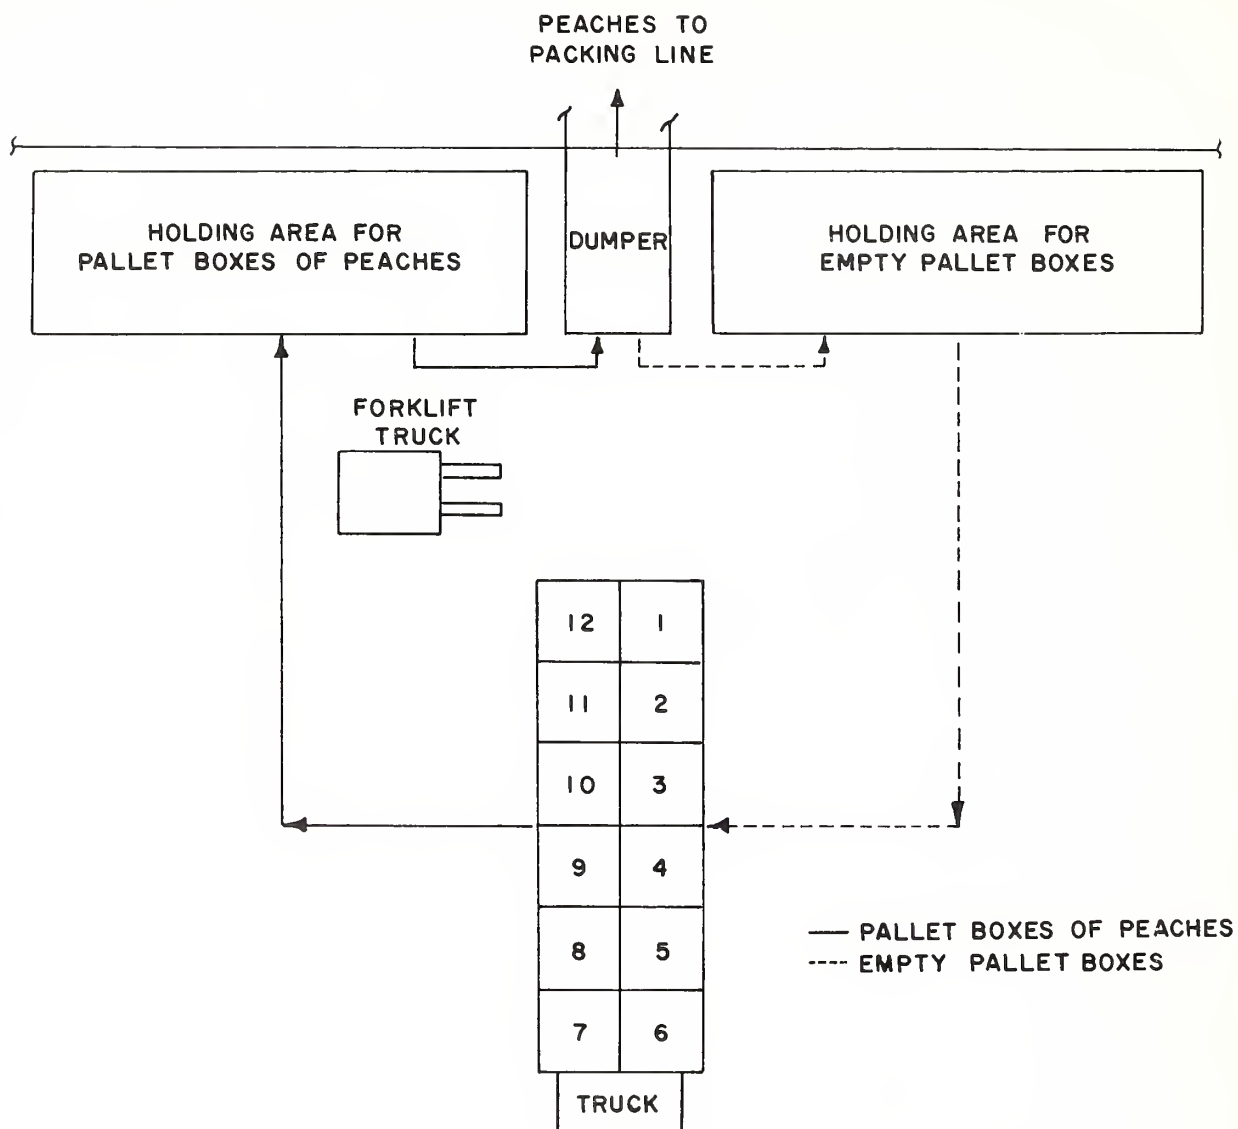 PEACHES TO
PACKING LINE
HOLDING AREA FOR
PALLET BOXES OF PEACHES
DUMPER
HOLDING AREA FOR
EMPTY PALLET BOXES
FORKLIFT
TRUCK
12 1
11 2
10 3
9 4
8 5
7 6
TRUCK
PALLET BOXES OF PEACHES
EMPTY PALLET BOXES